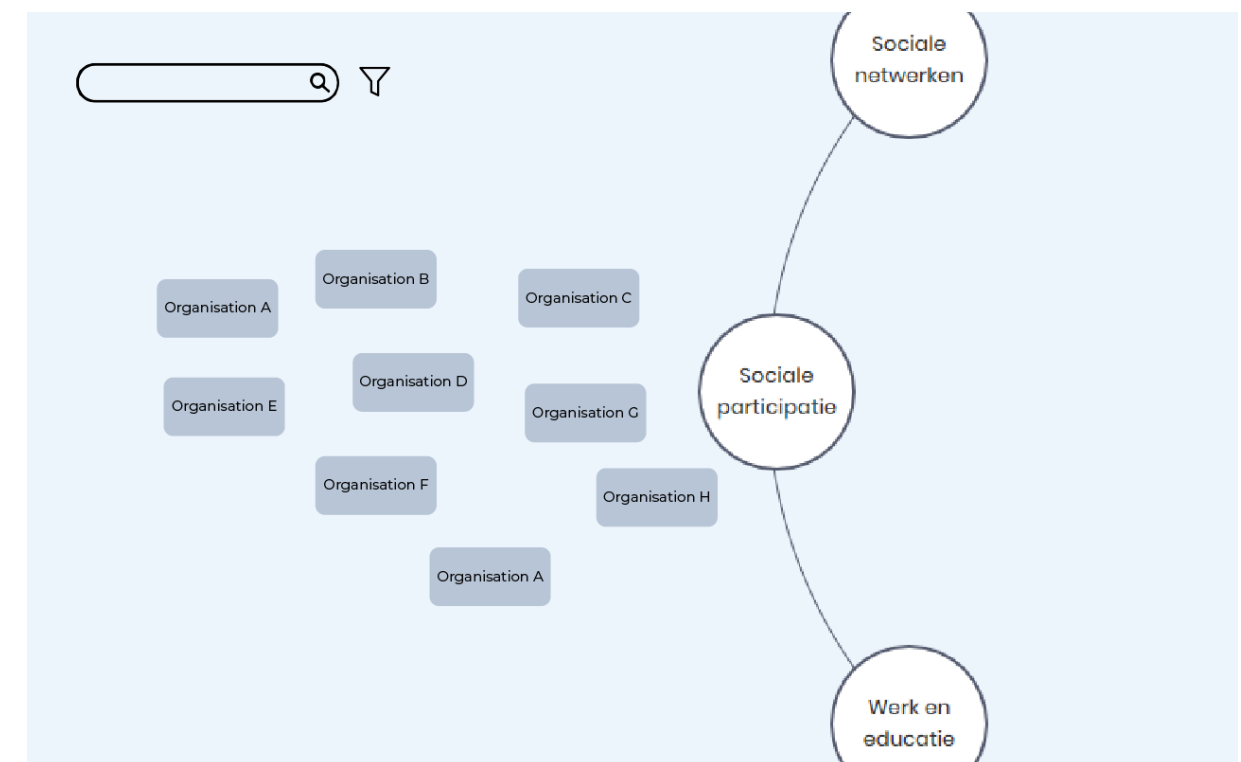 Sociale
netwerken
Organisation B
Organisation C
Organisation A
Organisation D
Sociale
participatie
Organisation E
Organisation G
Organisation F
Organisation H
Organisation A
Werk en
educatie